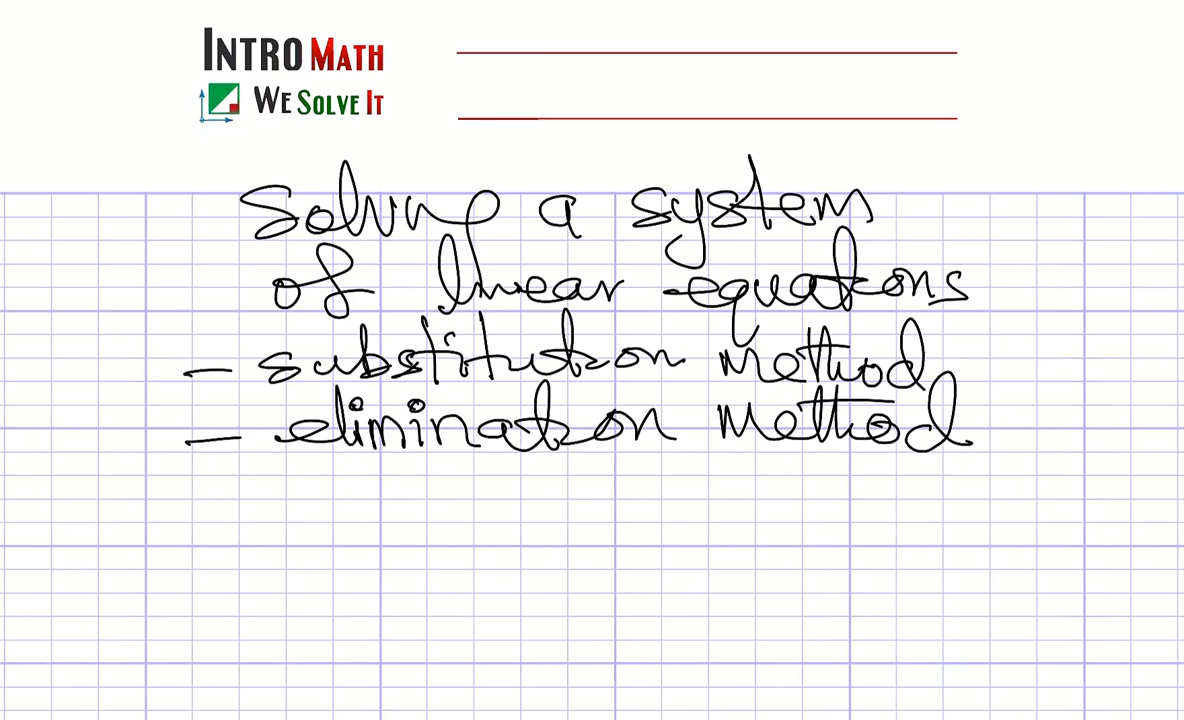 INTRO MATH
WE SOLVE IT
Solving a system
of linear equations
- substitution method
- elimination method